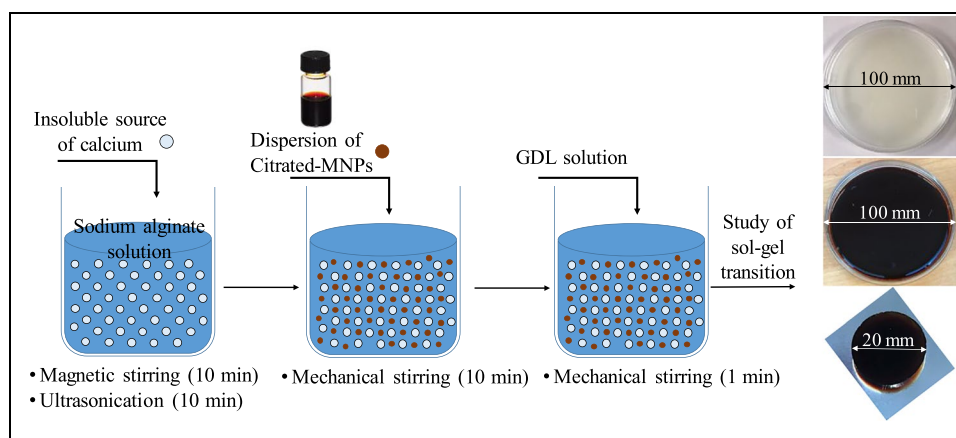 Insoluble source
of calcium
Sodium alginate
solution
• Magnetic stirring (10 min)
• Ultrasonication (10 min)
Dispersion of
Citrated-MNPs
• Mechanical stirring (10 min)
GDL solution
• Mechanical stirring (1 min)
Study of
sol-gel
transition
100 mm
100 mm
20 mm